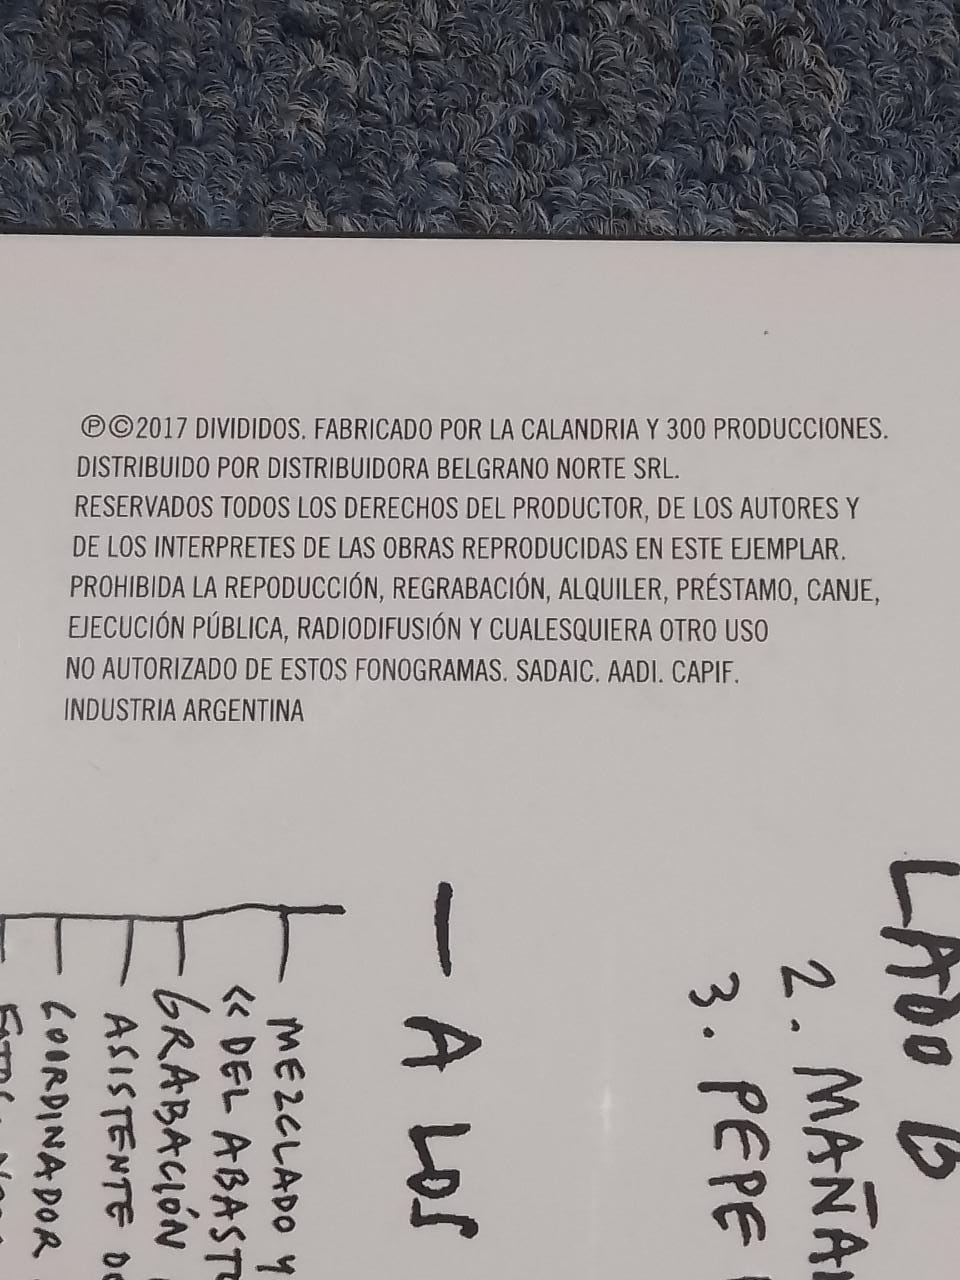 ℗©2017 DIVIDIDOS. FABRICADO POR LA CALANDRIA Y 300 PRODUCCIONES.
DISTRIBUIDO POR DISTRIBUIDORA BELGRANO NORTE SRL.
RESERVADOS TODOS LOS DERECHOS DEL PRODUCTOR, DE LOS AUTORES Y
DE LOS INTERPRETES DE LAS OBRAS REPRODUCIDAS EN ESTE EJEMPLAR.
PROHIBIDA LA REPODUCCIÓN, REGRABACIÓN, ALQUILER, PRÉSTAMO, CANJE,
EJECUCIÓN PÚBLICA, RADIODIFUSIÓN Y CUALESQUIERA OTRO USO
NO AUTORIZADO DE ESTOS FONOGRAMAS. SADAIC. AADI. CAPIF.
INDUSTRIA ARGENTINA
LADO B
2. MAÑA
3. PEPE
— A LOS
MEZCLADO Y
«DEL ABAST
GRABACIÓN
ASISTENTE
COORDINADOR